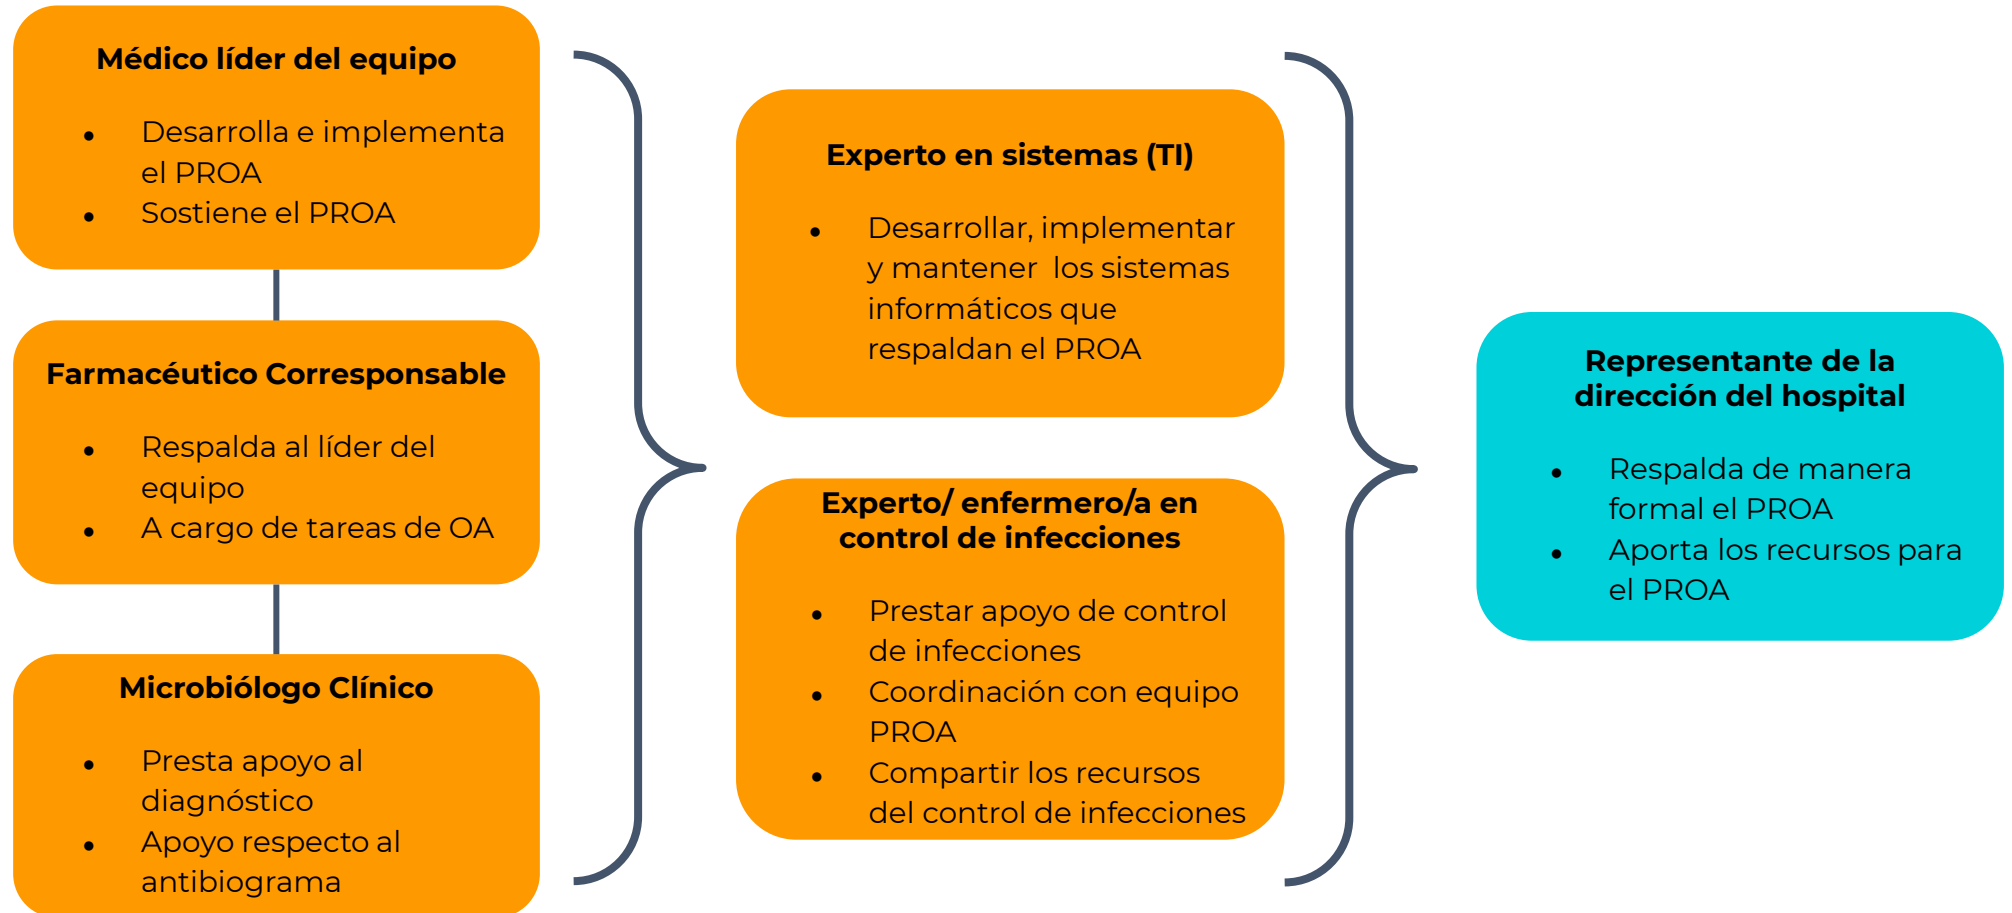 Médico líder del equipo
● Desarrolla e implementa
el PROA
● Sostiene el PROA
Farmacéutico Corresponsable
● Respalda al líder del
equipo
● A cargo de tareas de OA
Microbiólogo Clínico
● Presta apoyo al
diagnóstico
● Apoyo respecto al
antibiograma
Experto en sistemas (TI)
● Desarrollar, implementar
y mantener  los sistemas
informáticos que
respaldan el PROA
Experto/ enfermero/a en
control de infecciones
● Prestar apoyo de control
de infecciones
● Coordinación con equipo
PROA
● Compartir los recursos
del control de infecciones
Representante de la
dirección del hospital
● Respalda de manera
formal el PROA
● Aporta los recursos para
el PROA